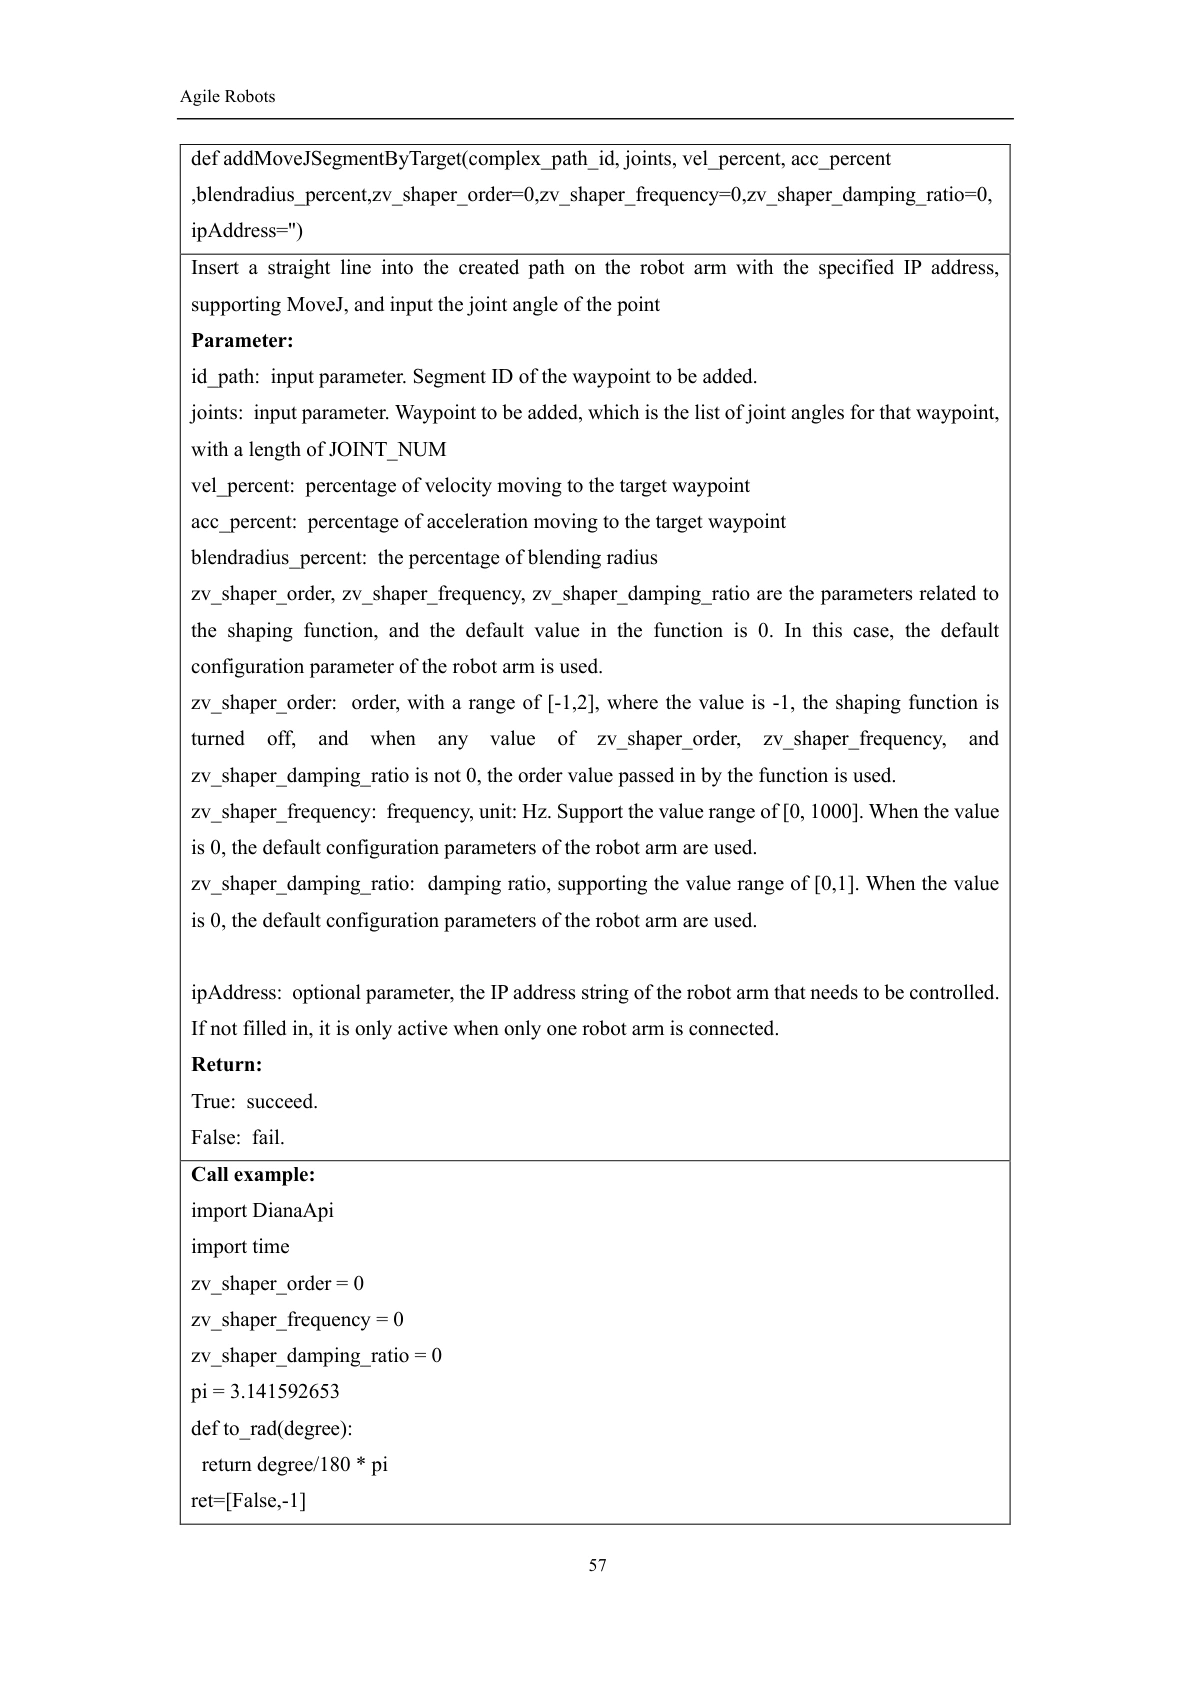 Agile Robots
def addMoveJSegmentByTarget(complex_path_id, joints, vel_percent, acc_percent
,blendradius_percent,zv_shaper_order=0,zv_shaper_frequency=0,zv_shaper_damping_ratio=0,
ipAddress='')
Insert a straight line into the created path on the robot arm with the specified IP address,
supporting MoveJ, and input the joint angle of the point
Parameter:
id_path: input parameter. Segment ID of the waypoint to be added.
joints: input parameter. Waypoint to be added, which is the list of joint angles for that waypoint,
with a length of JOINT_NUM
vel_percent: percentage of velocity moving to the target waypoint
acc_percent: percentage of acceleration moving to the target waypoint
blendradius_percent: the percentage of blending radius
zv_shaper_order, zv_shaper_frequency, zv_shaper_damping_ratio are the parameters related to
the shaping function, and the default value in the function is 0. In this case, the default
configuration parameter of the robot arm is used.
zv_shaper_order: order, with a range of [-1,2], where the value is -1, the shaping function is
turned off, and when any value of zv_shaper_order, zv_shaper_frequency, and
zv_shaper_damping_ratio is not 0, the order value passed in by the function is used.
zv_shaper_frequency: frequency, unit: Hz. Support the value range of [0, 1000]. When the value
is 0, the default configuration parameters of the robot arm are used.
zv_shaper_damping_ratio: damping ratio, supporting the value range of [0,1]. When the value
is 0, the default configuration parameters of the robot arm are used.
ipAddress: optional parameter, the IP address string of the robot arm that needs to be controlled.
If not filled in, it is only active when only one robot arm is connected.
Return:
True: succeed.
False: fail.
Call example:
import DianaApi
import time
zv_shaper_order = 0
zv_shaper_frequency = 0
zv_shaper_damping_ratio = 0
pi = 3.141592653
def to_rad(degree):
return degree/180 * pi
ret=[False,-1]
57